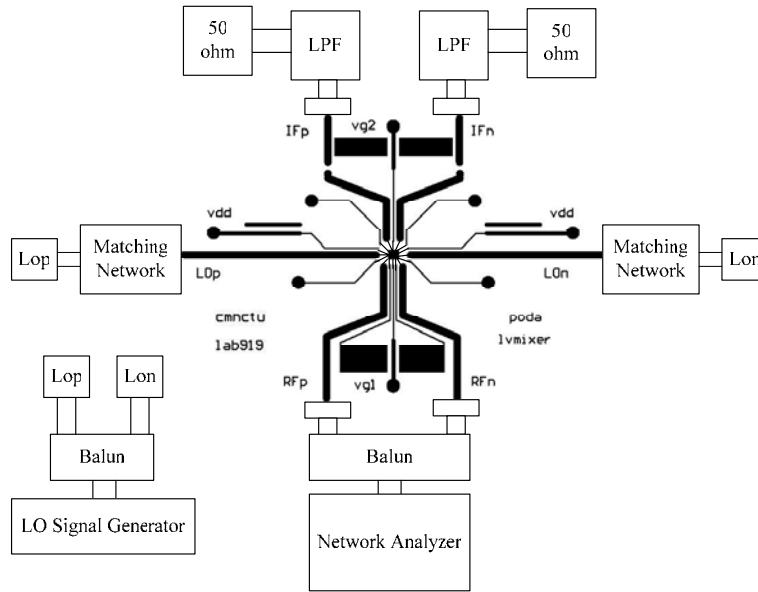 50
ohm
LPF
LPF
50
ohm
IFp
vg2
IFn
vdd
vdd
Lop
Matching
Network
LOp
LOn
Matching
Network
Lon
cmnctu
lab919
poda
lvmixer
RFp
vg1
RFn
Lop
Lon
Balun
LO Signal Generator
Balun
Network Analyzer